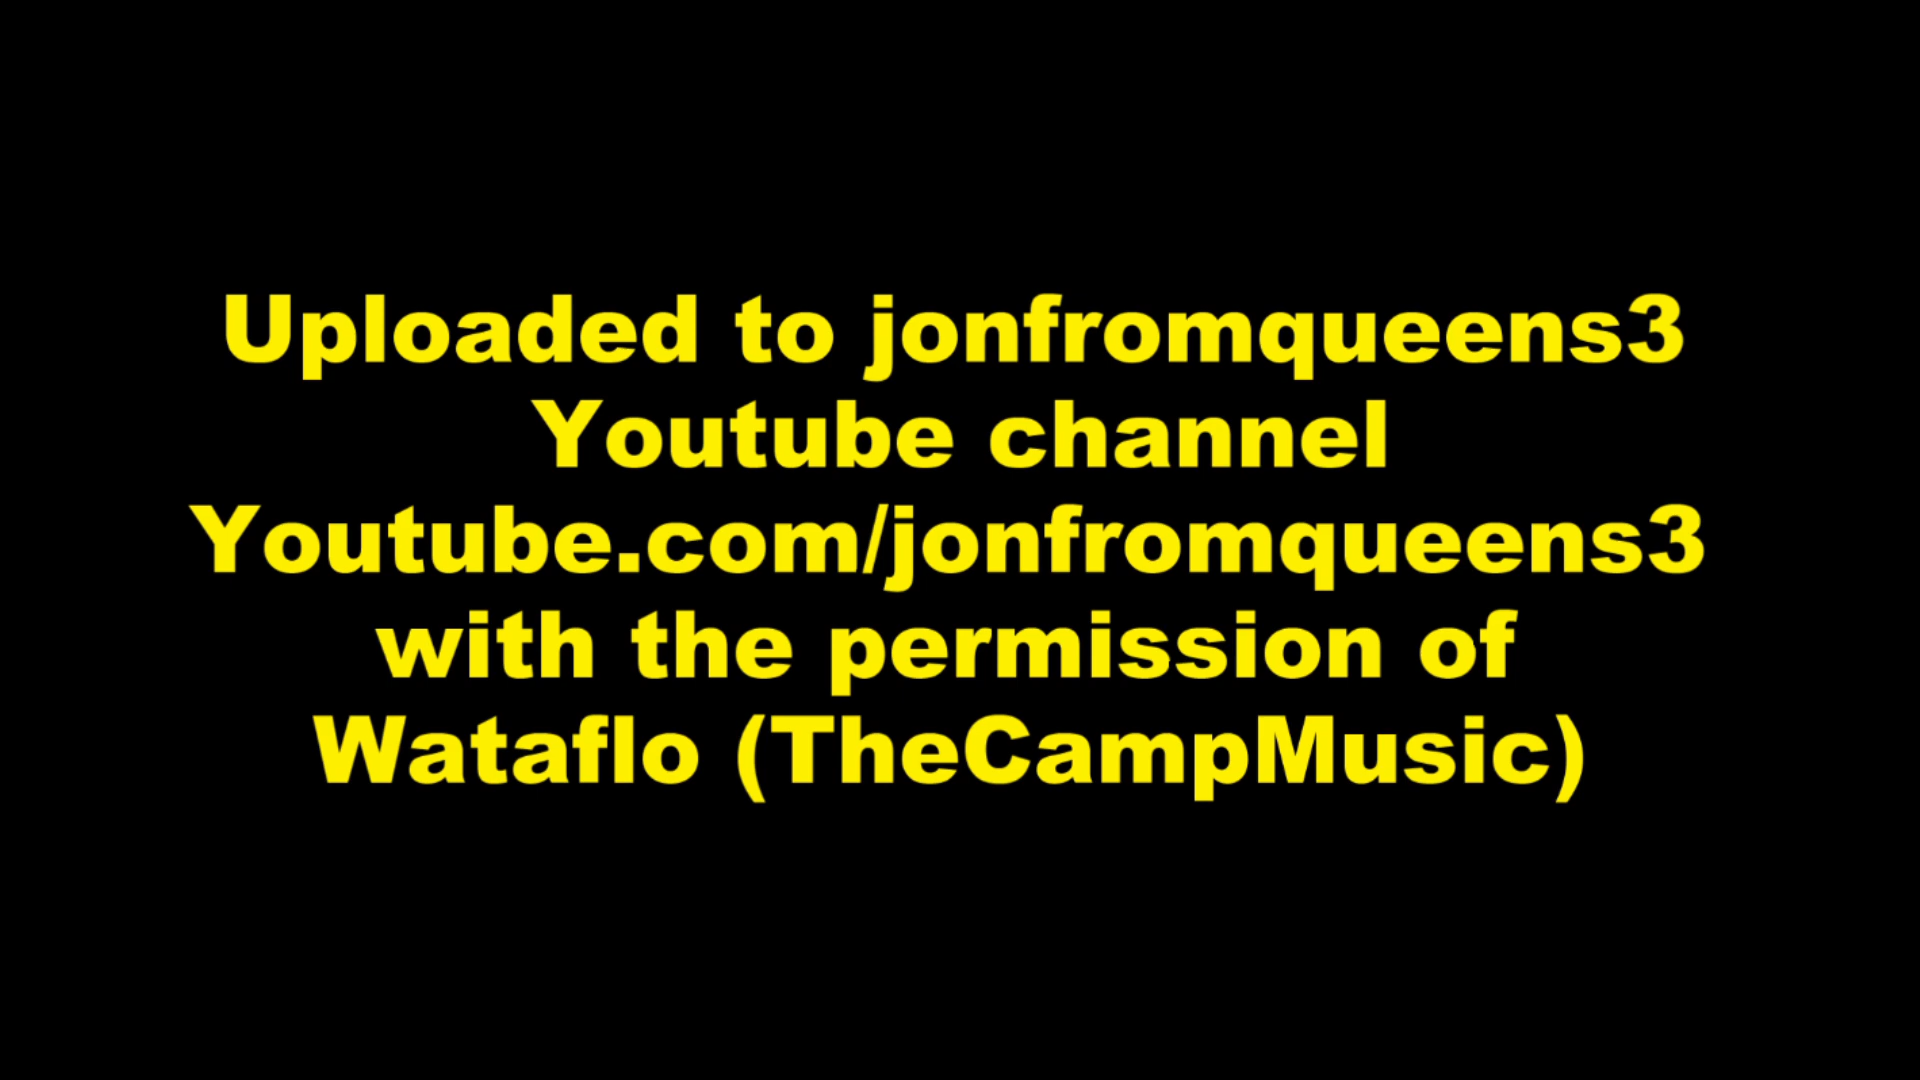 Uploaded to jonfromqueens3
Youtube channel
Youtube.com/jonfromqueens3
with the permission of
Wataflo (TheCampMusic)